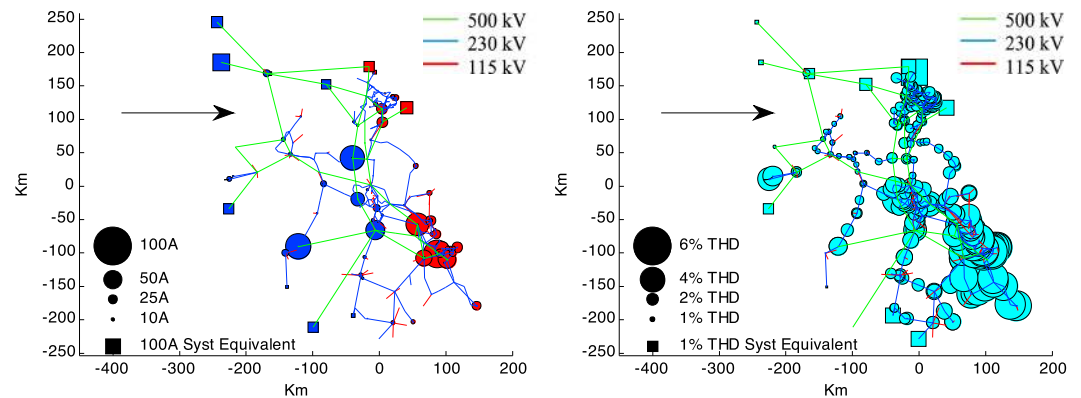 250
200
150
100
50
0
-50
-100
-150
-200
-250
Km
500 kV
230 kV
115 kV
100A
50A
25A
10A
100A Syst Equivalent
-400 -300 -200 -100 0 100 200
Km
250
200
150
100
50
0
-50
-100
-150
-200
-250
Km
500 kV
230 kV
115 kV
6% THD
4% THD
2% THD
1% THD
1% THD Syst Equivalent
-400 -300 -200 -100 0 100 200
Km